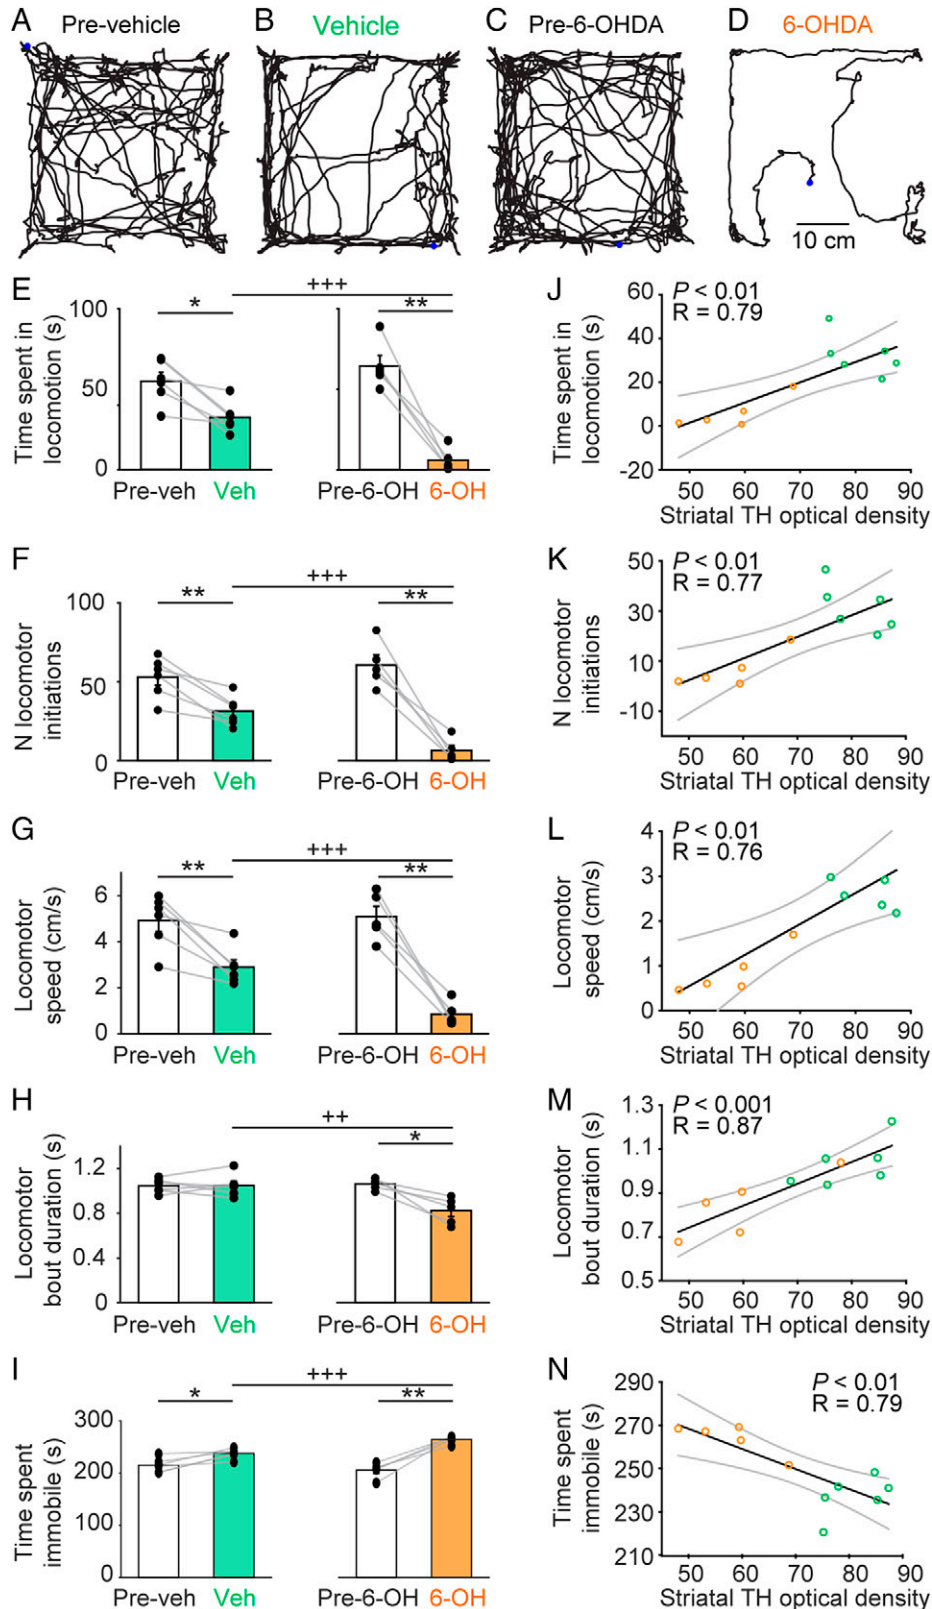 A Pre-vehicle
B Vehicle
C Pre-6-OHDA
D 6-OHDA
10 cm
E
Time spent in
locomotion (s)
100
50
0
*
+++
**
Pre-veh Veh Pre-6-OH 6-OH
J
Time spent in
locomotion (s)
60
40
20
0
-20
P < 0.01
R = 0.79
50 60 70 80 90
Striatal TH optical density
F
N locomotor
initiations
100
50
0
**
+++
**
Pre-veh Veh Pre-6-OH 6-OH
K
N locomotor
initiations
50
30
10
-10
P < 0.01
R = 0.77
50 60 70 80 90
Striatal TH optical density
G
Locomotor
speed (cm/s)
6
4
2
0
**
+++
**
Pre-veh Veh Pre-6-OH 6-OH
L
Locomotor
speed (cm/s)
4
3
2
1
0
P < 0.01
R = 0.76
50 60 70 80 90
Striatal TH optical density
H
Locomotor
bout duration (s)
1.2
0.8
0.4
0
++
*
Pre-veh Veh Pre-6-OH 6-OH
M
Locomotor
bout duration (s)
1.3
1.1
0.9
0.7
0.5
P < 0.001
R = 0.87
50 60 70 80 90
Striatal TH optical density
I
Time spent
immobile (s)
300
200
100
0
*
+++
**
Pre-veh Veh Pre-6-OH 6-OH
N
Time spent
immobile (s)
290
270
250
230
210
P < 0.01
R = 0.79
50 60 70 80 90
Striatal TH optical density